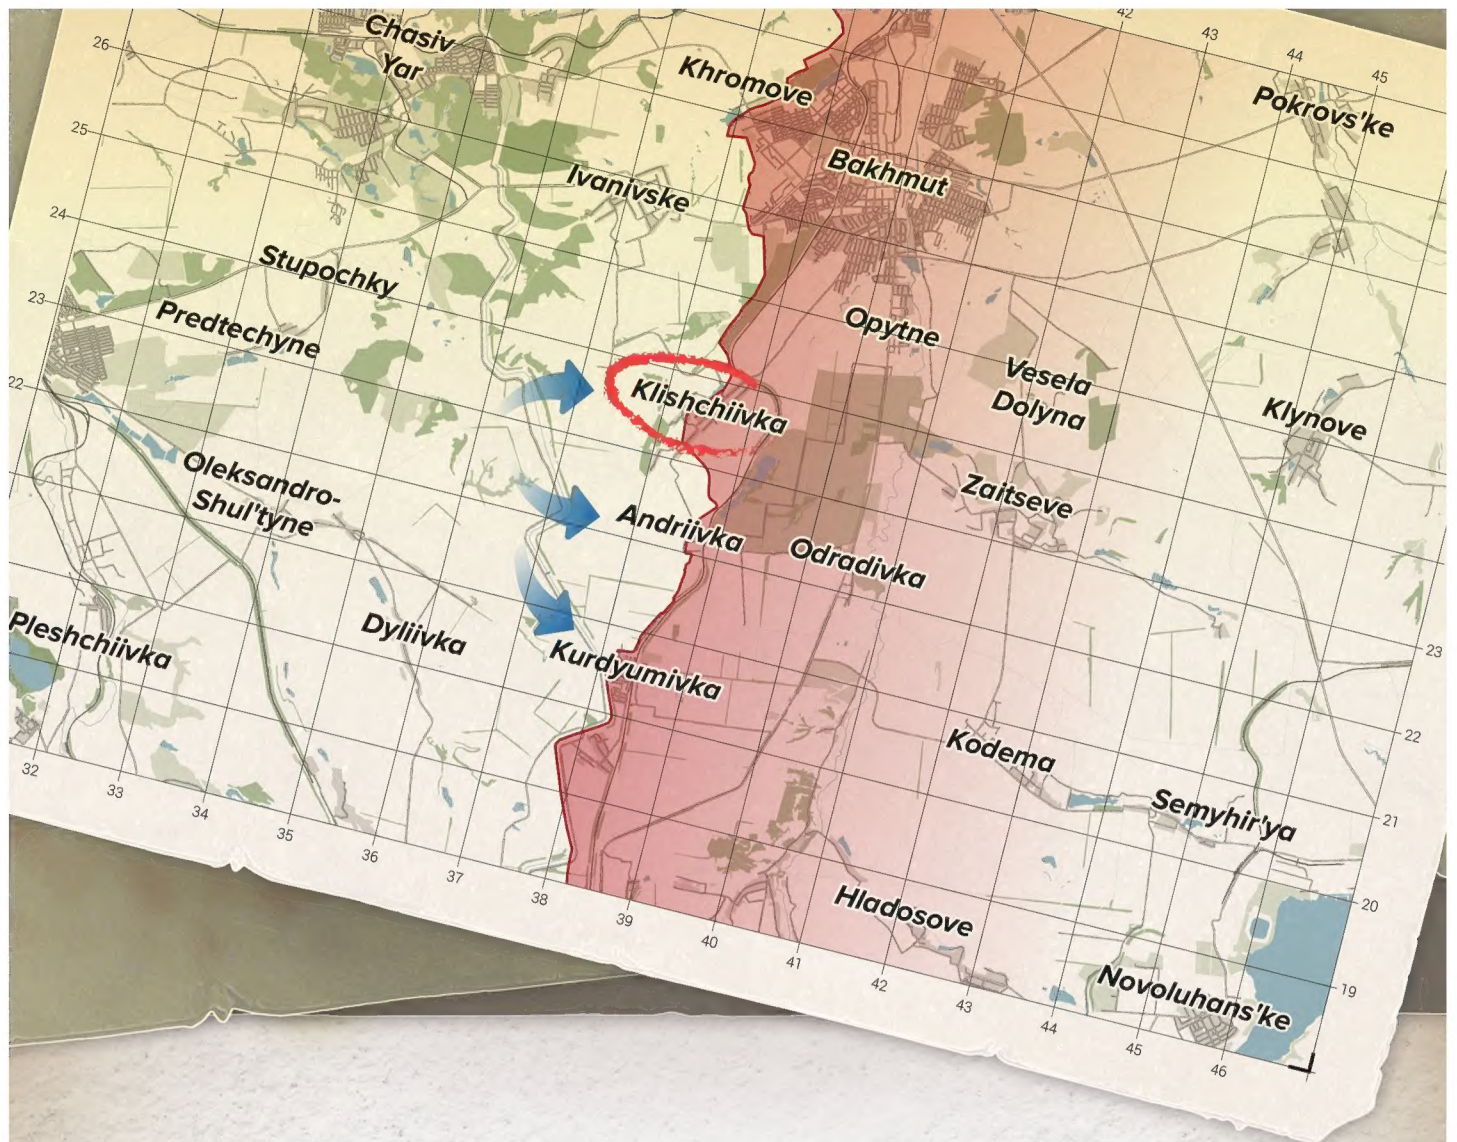 42
43
44
45
26
Chasiv
Yar
Khromove
Pokrovs'ke
25
Bakhmut
Ivanivske
24
Stupochky
23
Predtechyne
Opytne
Vesela
Dolyna
22
Klishchiivka
Klynove
Oleksandro-
Shul'tyne
Zaitseve
Andriivka
Odradivka
Pleshchiivka
Dyliivka
Kurdyumivka
23
22
Kodema
Semyhir'ya
21
32
33
34
35
36
37
38
39
40
41
42
43
44
45
46
20
Hladosove
19
Novoluhans'ke